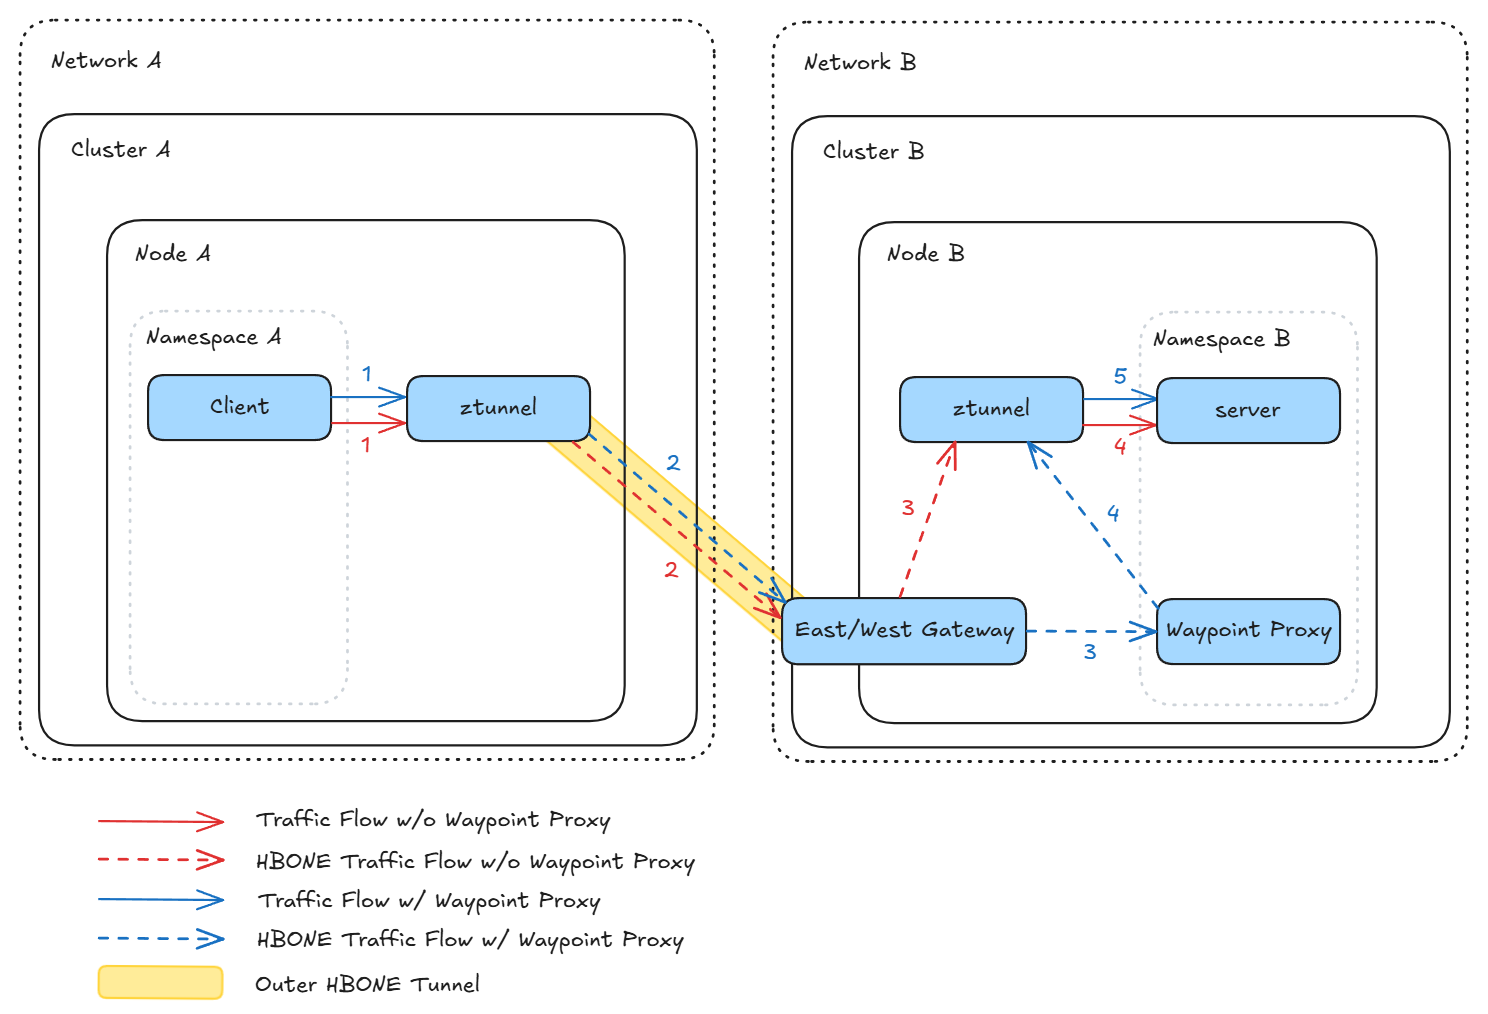 Network A
Network B
Cluster A
Cluster B
Node A
Node B
Namespace A
Namespace B
Client
1
1
ztunnel
ztunnel
5
4
server
2
2
3
4
East/West Gateway
3
Waypoint Proxy
Traffic Flow w/o Waypoint Proxy
HBONE Traffic Flow w/o Waypoint Proxy
Traffic Flow w/ Waypoint Proxy
HBONE Traffic Flow w/ Waypoint Proxy
Outer HBONE Tunnel